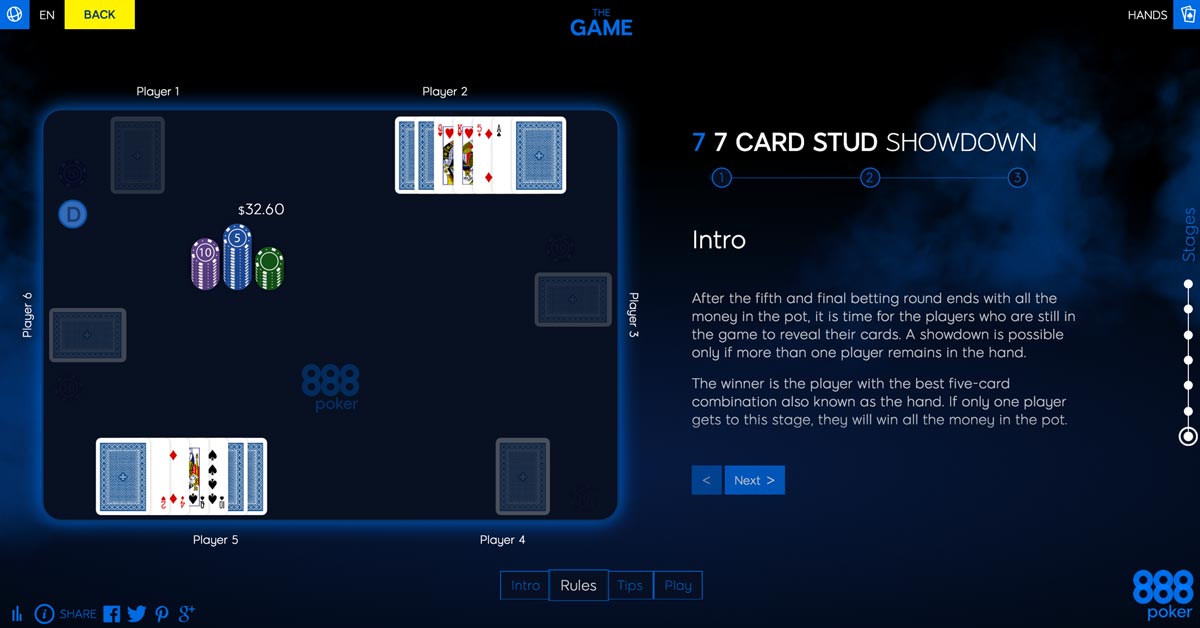 EN
BACK
THE
GAME
HANDS
Player 1
Player 2
Q K 5 A
D
$32.60
10
5
Player 6
Player 3
888
poker
Player 5
Player 4
7 7 CARD STUD SHOWDOWN
1 2 3
Intro
After the fifth and final betting round ends with all the
money in the pot, it is time for the players who are still in
the game to reveal their cards. A showdown is possible
only if more than one player remains in the hand.
The winner is the player with the best five-card
combination also known as the hand. If only one player
gets to this stage, they will win all the money in the pot.
< Next >
Stages
Intro Rules Tips Play
SHARE
888
poker